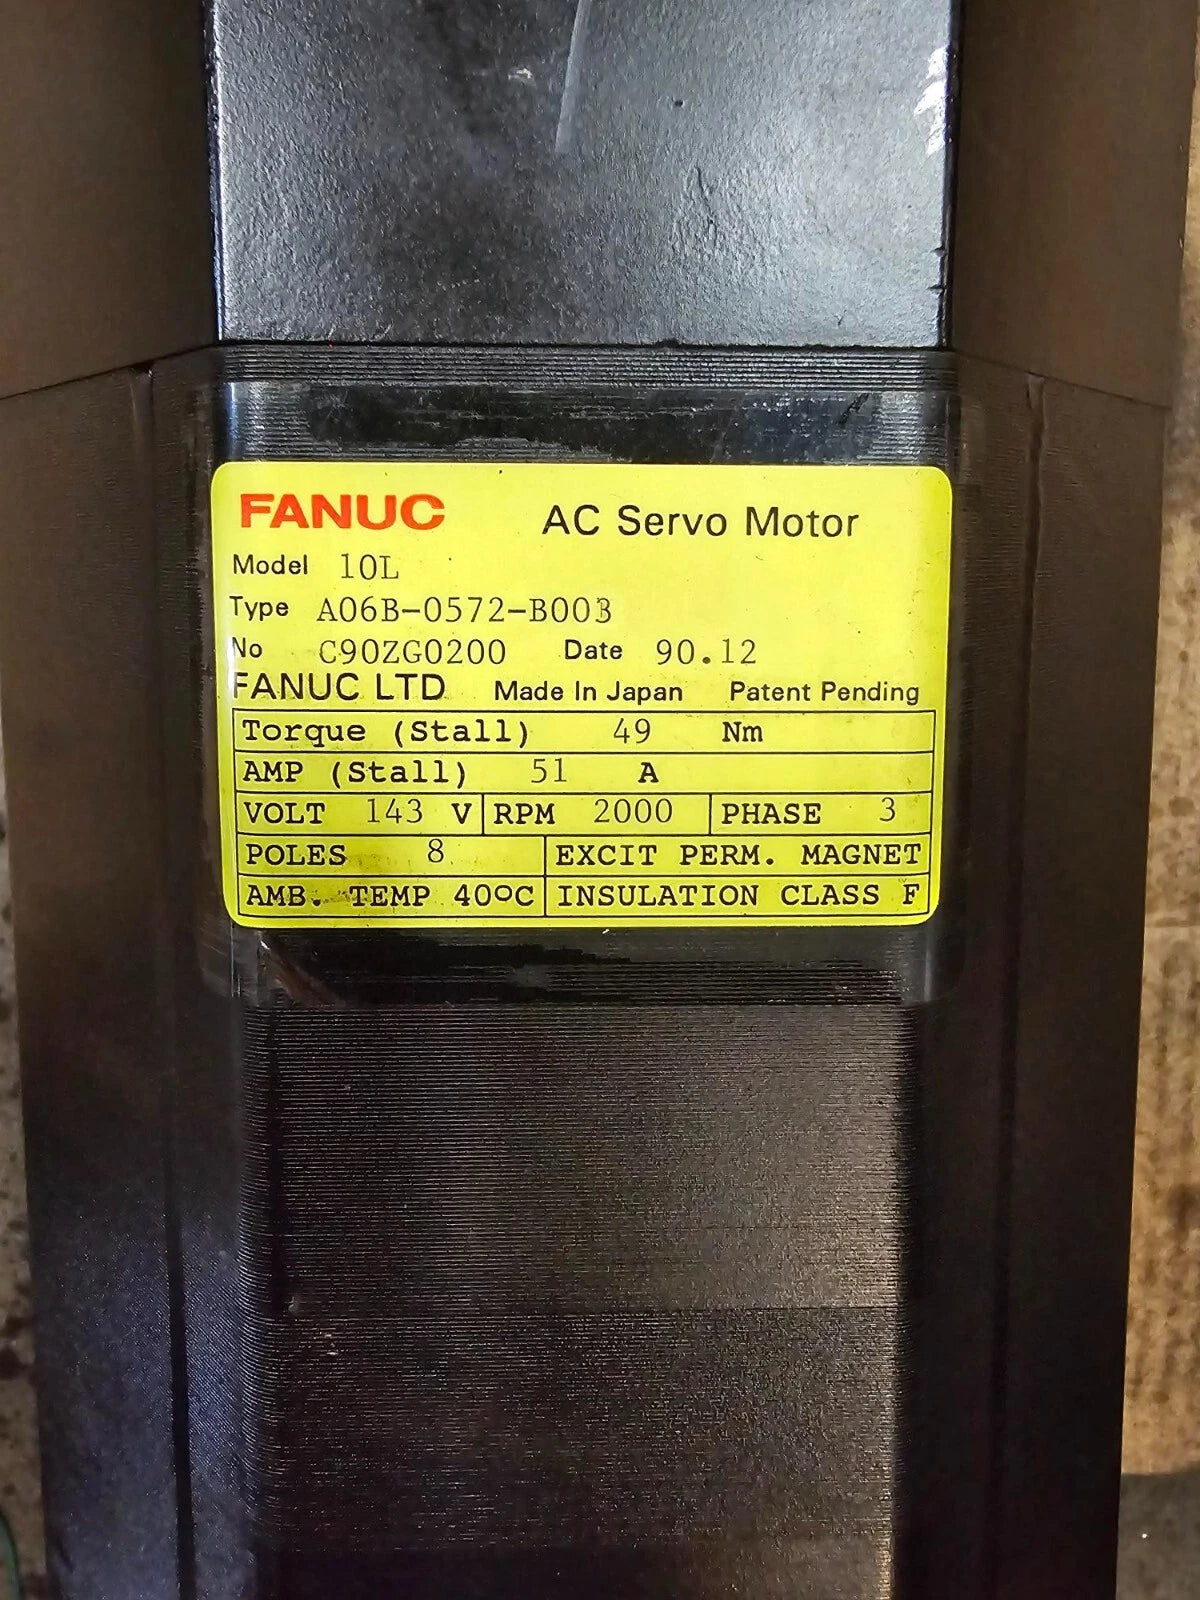 FANUC AC Servo Motor
Model 10L
Type A06B-0572-B003
No C90ZG0200 Date 90.12
FANUC LTD Made In Japan Patent Pending
Torque (Stall) 49 Nm
AMP (Stall) 51 A
VOLT 143 V RPM 2000 PHASE 3
POLES 8 EXCIT PERM. MAGNET
AMB. TEMP 40ºC INSULATION CLASS F